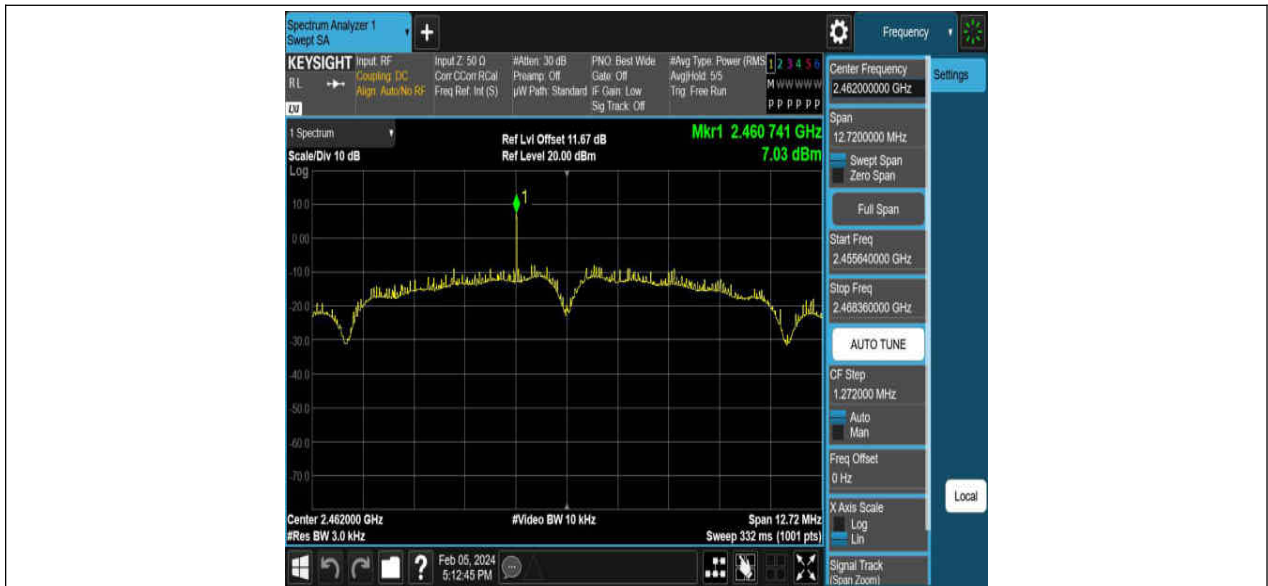 Spectrum Analyzer 1
Swept SA
+
Frequency
KEYSIGHT
RL
LXI
Input: RF
Coupling: DC
Align: Auto/No RF
Input Z: 50 Ω
Corr CCorr RCal
Freq Ref: Int (S)
#Atten: 30 dB
Preamp: Off
µW Path: Standard
PNO: Best Wide
Gate: Off
IF Gain: Low
Sig Track: Off
#Avg Type: Power (RMS
Avg|Hold: 5/5
Trig: Free Run
1 2 3 4 5 6
M W W W W W
P P P P P P
1 Spectrum
Scale/Div 10 dB
Log
Ref Lvl Offset 11.67 dB
Ref Level 20.00 dBm
Mkr1 2.460 741 GHz
7.03 dBm
1
10.0
0.00
-10.0
-20.0
-30.0
-40.0
-50.0
-60.0
-70.0
Center 2.462000 GHz
#Res BW 3.0 kHz
#Video BW 10 kHz
Span 12.72 MHz
Sweep 332 ms (1001 pts)
Feb 05, 2024
5:12:45 PM
?
Center Frequency
2.462000000 GHz
Span
12.7200000 MHz
Swept Span
Zero Span
Full Span
Start Freq
2.455640000 GHz
Stop Freq
2.468360000 GHz
AUTO TUNE
CF Step
1.272000 MHz
Auto
Man
Freq Offset
0 Hz
X Axis Scale
Log
Lin
Signal Track
(Span Zoom)
Settings
Local